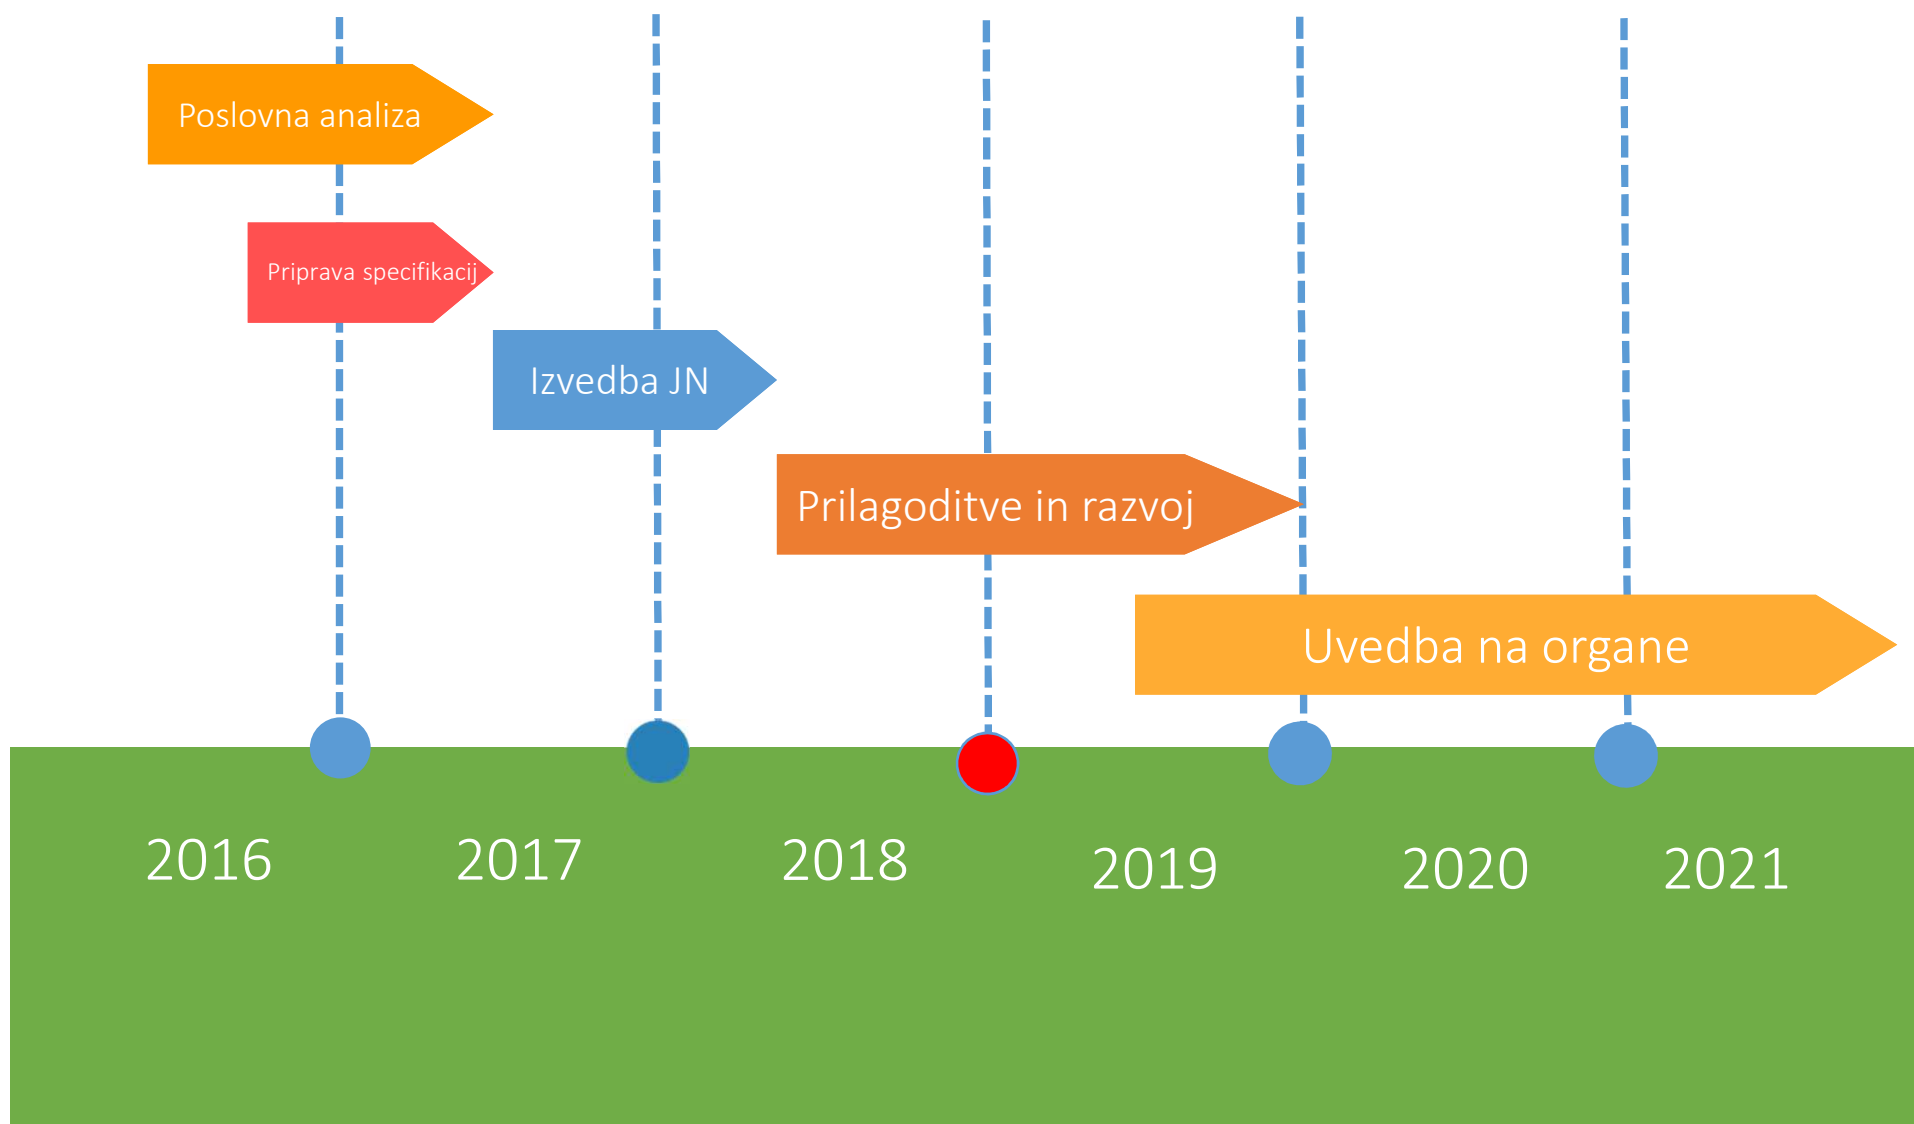 Poslovna analiza
Priprava specifikacij
Izvedba JN
Prilagoditve in razvoj
Uvedba na organe
2016
2017
2018
2019
2020
2021